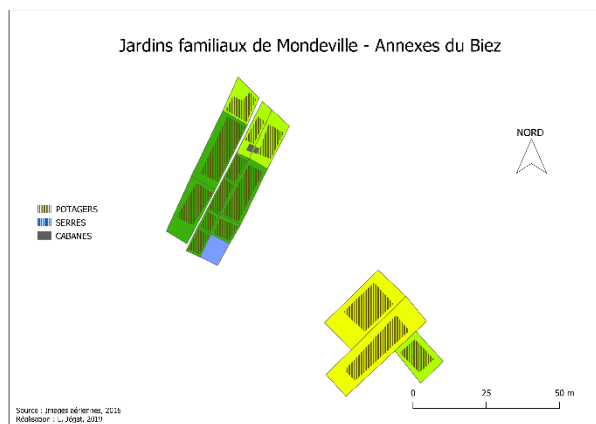 Jardins familiaux de Mondeville - Annexes du Biez
NORD
POTAGERS
SERRES
CABANES
Source : Images aériennes, 2016
Réalisation : L. Jégat, 2019
0 25 50 m